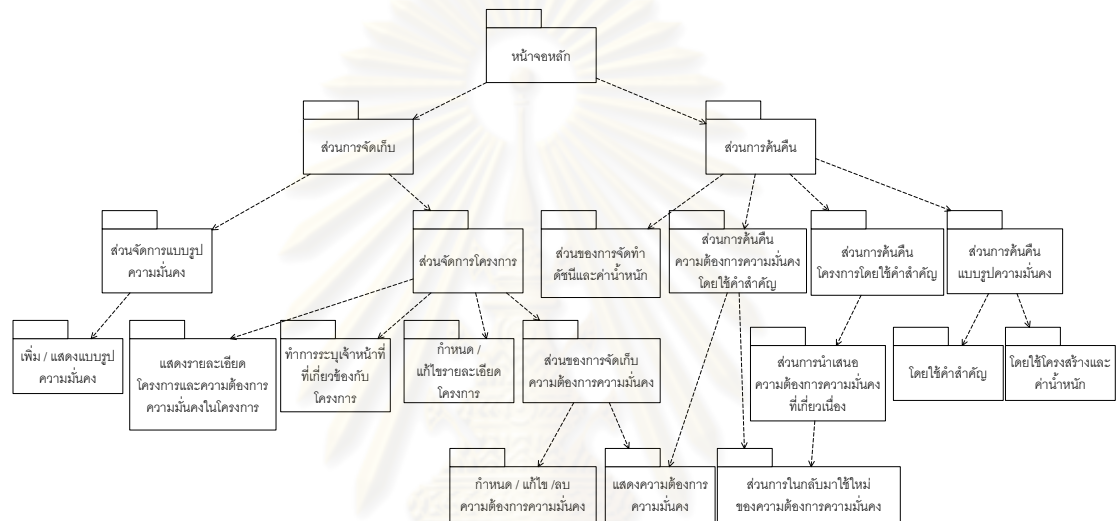 หน้าจอหลัก
ส่วนการจัดเก็บ
ส่วนการค้นคืน
ส่วนจัดการแบบรูป
ความมั่นคง
ส่วนจัดการโครงการ
ส่วนของการจัดทำ
ดัชนีและค่าน้ำหนัก
ส่วนการค้นคืน
ความต้องการความมั่นคง
โดยใช้คำสำคัญ
ส่วนการค้นคืน
โครงการโดยใช้คำสำคัญ
ส่วนการค้นคืน
แบบรูปความมั่นคง
เพิ่ม / แสดงแบบรูป
ความมั่นคง
แสดงรายละเอียด
โครงการและความต้องการ
ความมั่นคงในโครงการ
ทำการระบุเจ้าหน้าที่
ที่เกี่ยวข้องกับ
โครงการ
กำหนด /
แก้ไขรายละเอียด
โครงการ
ส่วนของการจัดเก็บ
ความต้องการความมั่นคง
ส่วนการนำเสนอ
ความต้องการความมั่นคง
ที่เกี่ยวเนื่อง
โดยใช้คำสำคัญ
โดยใช้โครงสร้างและ
ค่าน้ำหนัก
กำหนด / แก้ไข /ลบ
ความต้องการความมั่นคง
แสดงความต้องการ
ความมั่นคง
ส่วนการในกลับมาใช้ใหม่
ของความต้องการความมั่นคง